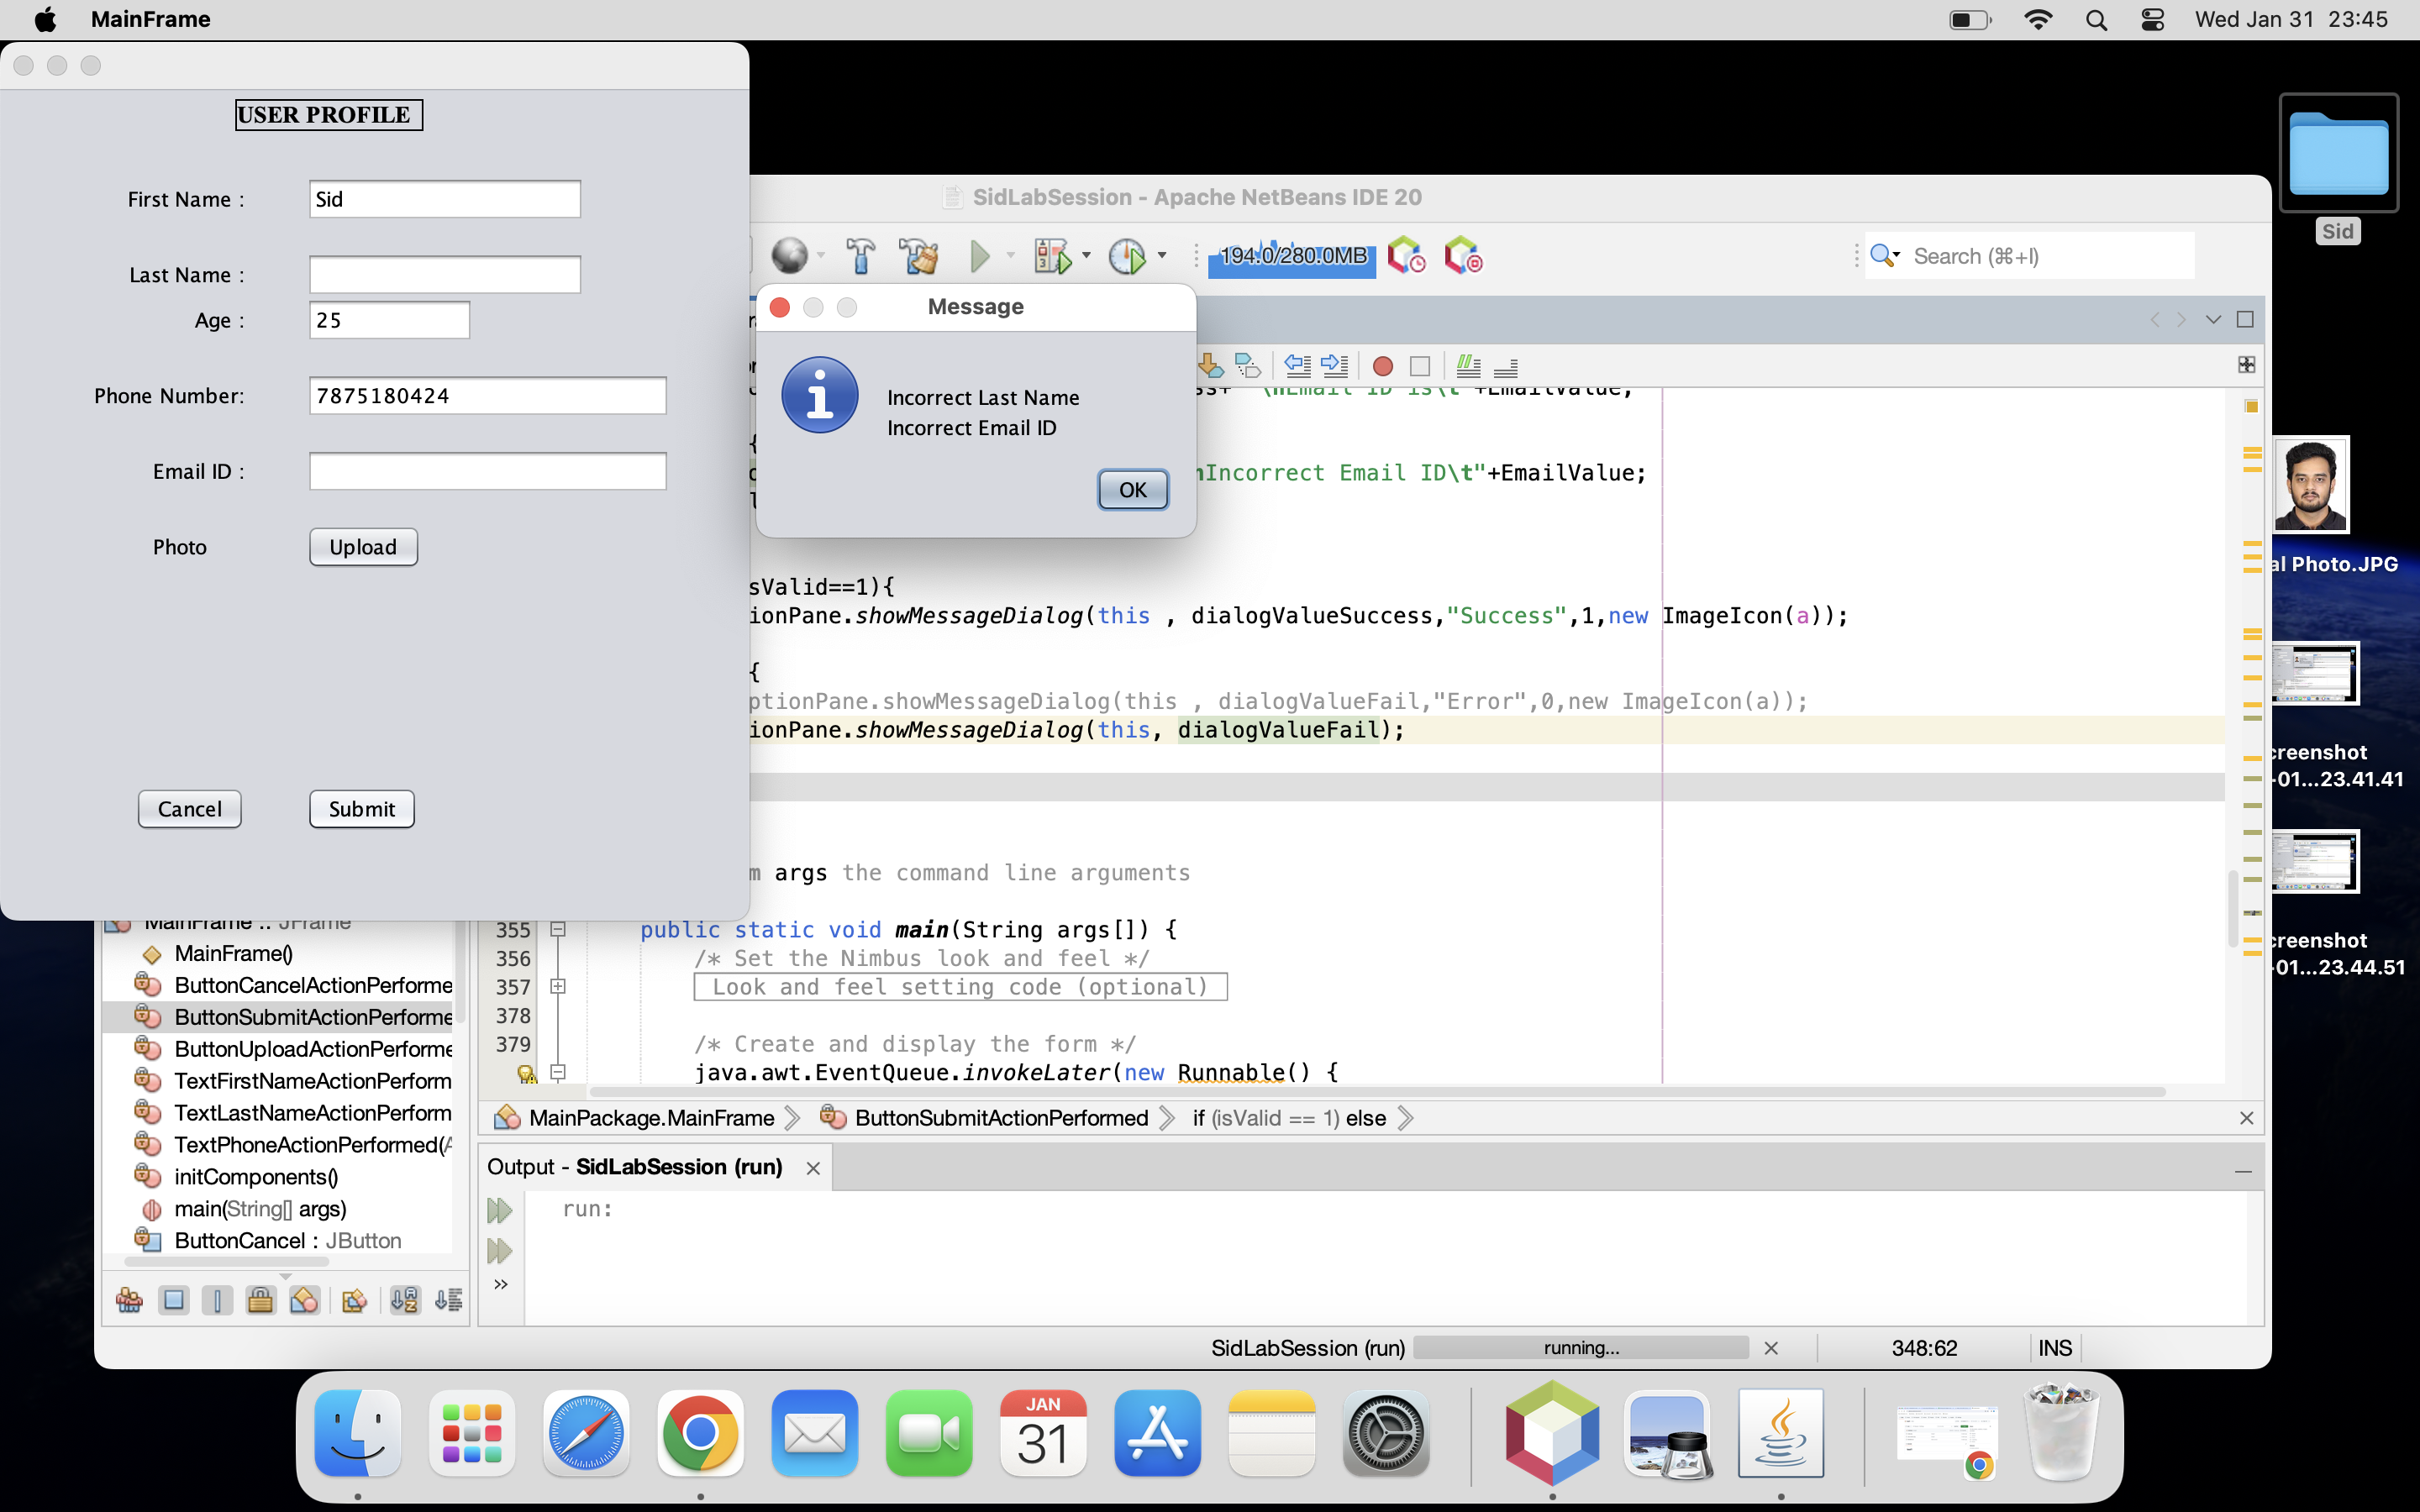 MainFrame
Wed Jan 31 23:45
USER PROFILE
First Name :
Sid
Last Name :
Age :
25
Phone Number:
7875180424
Email ID :
Photo
Upload
Cancel
Submit
SidLabSession - Apache NetBeans IDE 20
194.0/280.0MB
Search (⌘+I)
Message
Incorrect Last Name
Incorrect Email ID
OK
\nEmail ID is\t"+EmailValue;
{
nIncorrect Email ID\t"+EmailValue;
sValid==1){
ionPane.showMessageDialog(this , dialogValueSuccess,"Success",1,new ImageIcon(a));
{
ptionPane.showMessageDialog(this , dialogValueFail,"Error",0,new ImageIcon(a));
ionPane.showMessageDialog(this, dialogValueFail);
m args the command line arguments
355 public static void main(String args[]) {
356 /* Set the Nimbus look and feel */
357 Look and feel setting code (optional)
378
379 /* Create and display the form */
java.awt.EventQueue.invokeLater(new Runnable() {
MainFrame :: JFrame
MainFrame()
ButtonCancelActionPerforme
ButtonSubmitActionPerforme
ButtonUploadActionPerforme
TextFirstNameActionPerform
TextLastNameActionPerform
TextPhoneActionPerformed(A
initComponents()
main(String[] args)
ButtonCancel : JButton
MainPackage.MainFrame
ButtonSubmitActionPerformed
if (isValid == 1) else
Output - SidLabSession (run)
run:
SidLabSession (run)
running...
348:62
INS
Sid
al Photo.JPG
creenshot
-01...23.41.41
creenshot
-01...23.44.51
JAN
31